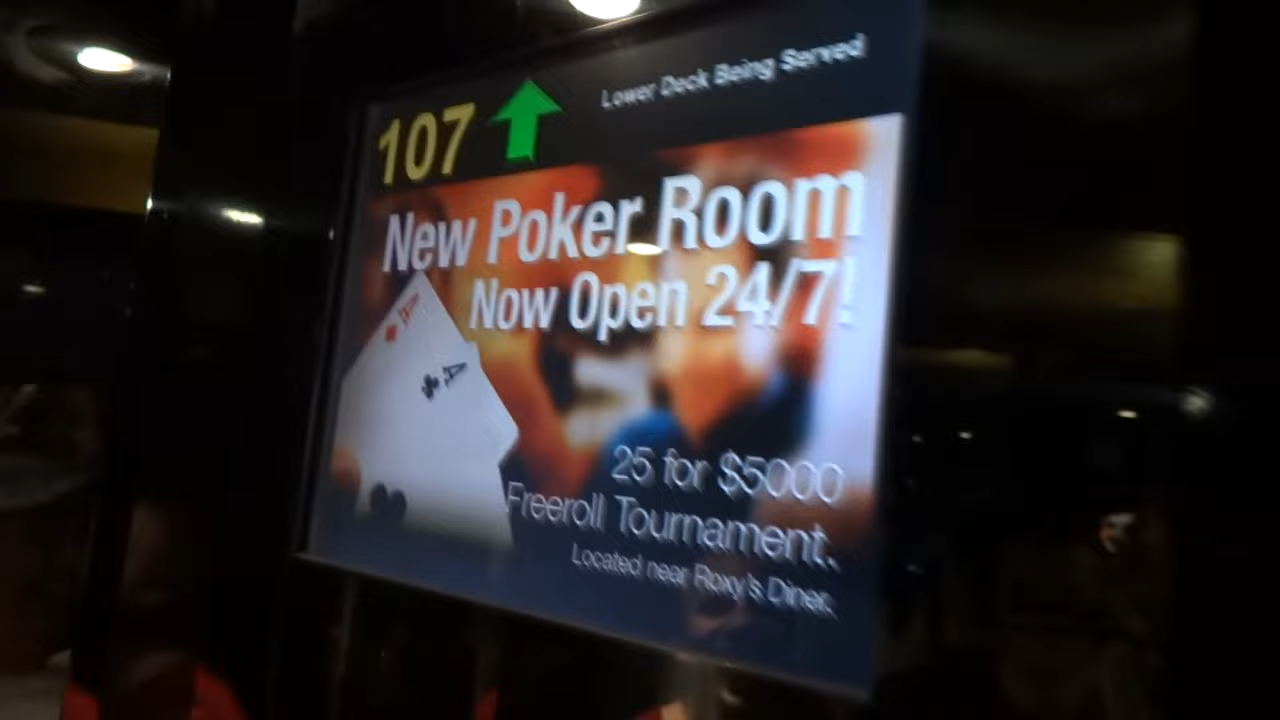 107
Lower Deck Being Served
New Poker Room
Now Open 24/7!
A
A
25 for $5000
Freeroll Tournament.
Located near Roxy's Diner.